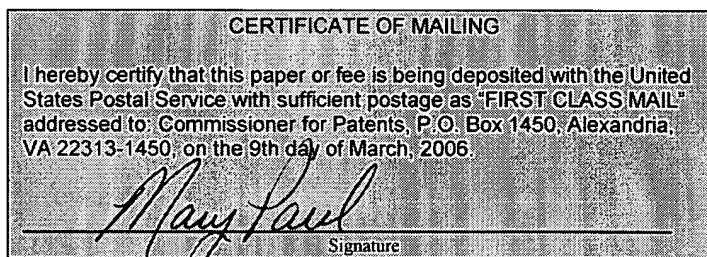 CERTIFICATE OF MAILING
I hereby certify that this paper or fee is being deposited with the United
States Postal Service with sufficient postage as "FIRST CLASS MAIL"
addressed to: Commissioner for Patents, P.O. Box 1450, Alexandria,
VA 22313-1450, on the 9th day of March, 2006.
Mary Paul
Signature